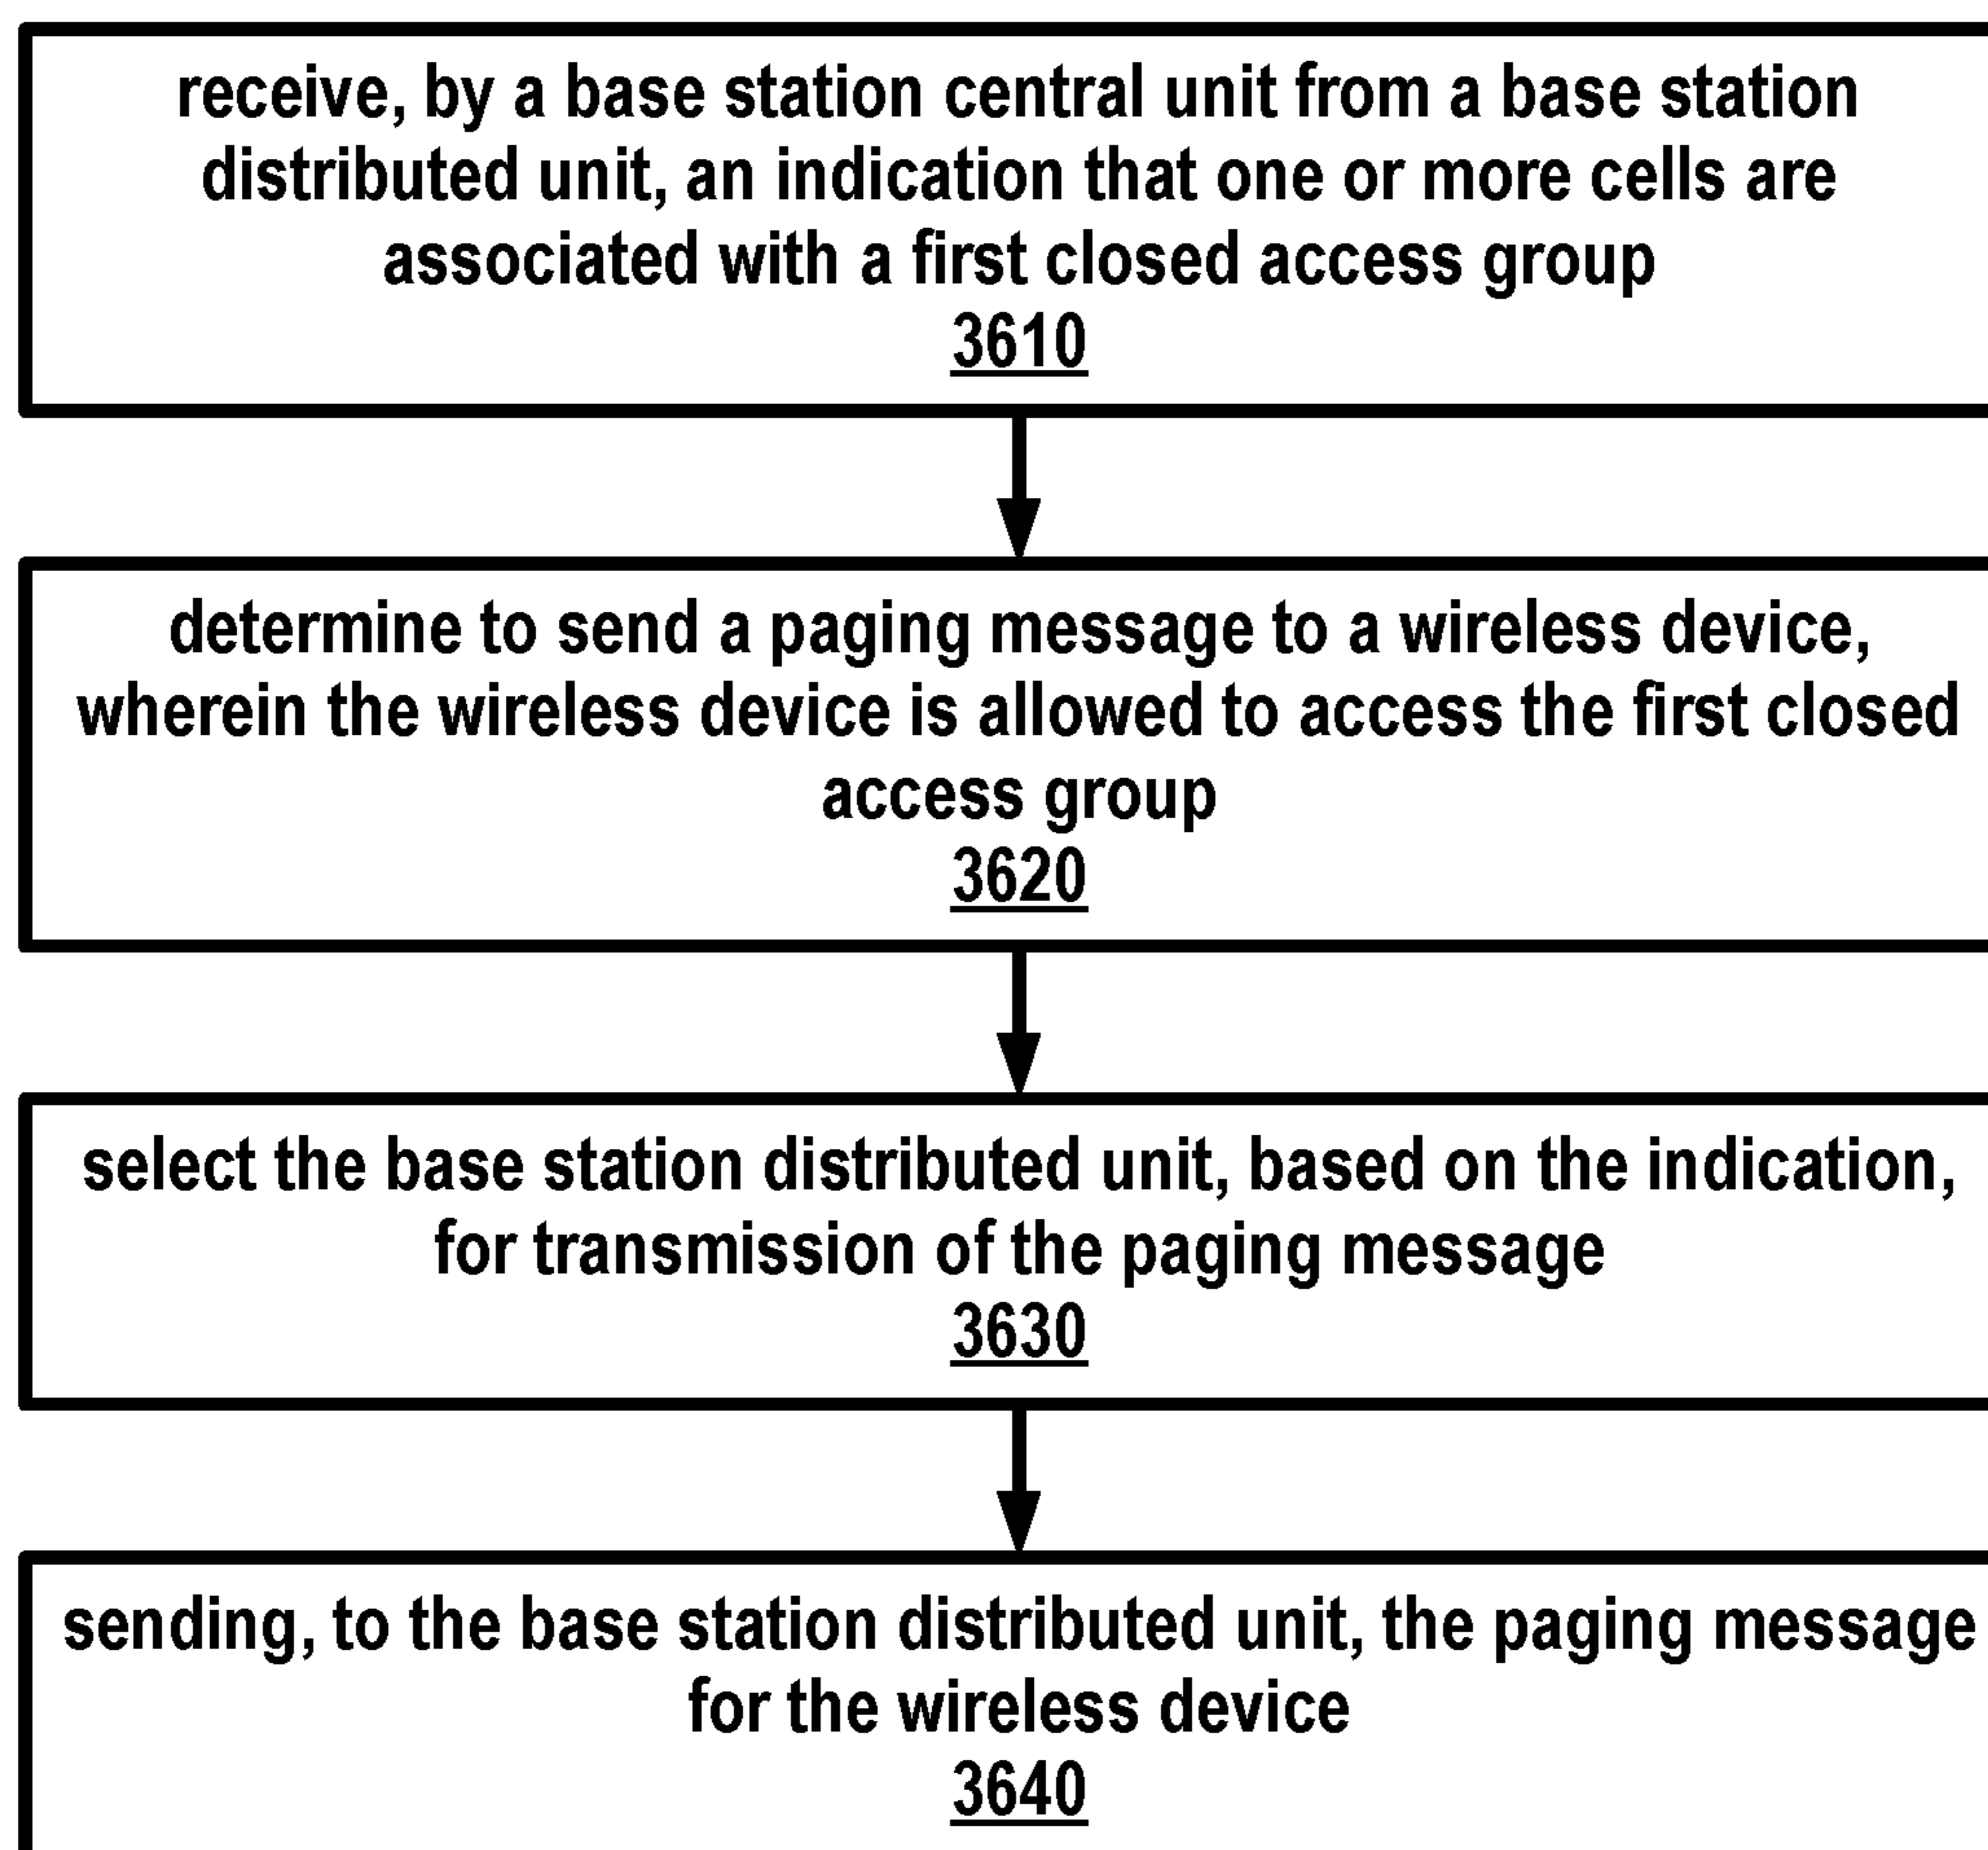 receive, by a base station central unit from a base station
distributed unit, an indication that one or more cells are
associated with a first closed access group
3610
determine to send a paging message to a wireless device,
wherein the wireless device is allowed to access the first closed
access group
3620
select the base station distributed unit, based on the indication,
for transmission of the paging message
3630
sending, to the base station distributed unit, the paging message
for the wireless device
3640